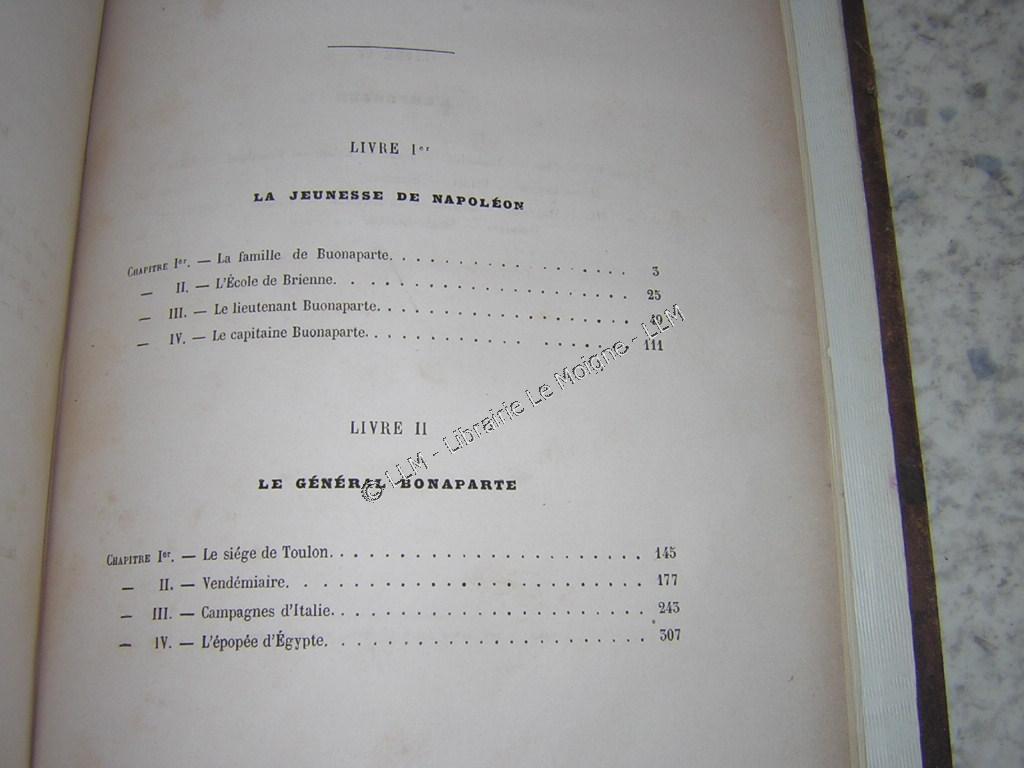 LIVRE Ier
LA JEUNESSE DE NAPOLÉON
CHAPITRE Ier. — La famille de Buonaparte. . . . . . . . . . . . . . . 3
— II. — L'École de Brienne. . . . . . . . . . . . . . . . . . 25
— III. — Le lieutenant Buonaparte. . . . . . . . . . . . . . . .
— IV. — Le capitaine Buonaparte. . . . . . . . . . . . . . . 111
LIVRE II
LE GÉNÉRAL BONAPARTE
CHAPITRE Ier. — Le siége de Toulon. . . . . . . . . . . . . . . . . . 145
— II. — Vendémiaire. . . . . . . . . . . . . . . . . . . . 177
— III. — Campagnes d'Italie. . . . . . . . . . . . . . . . . . 243
— IV. — L'épopée d'Égypte. . . . . . . . . . . . . . . . . . 307
© LLM - Librairie Le Moigne - LLM